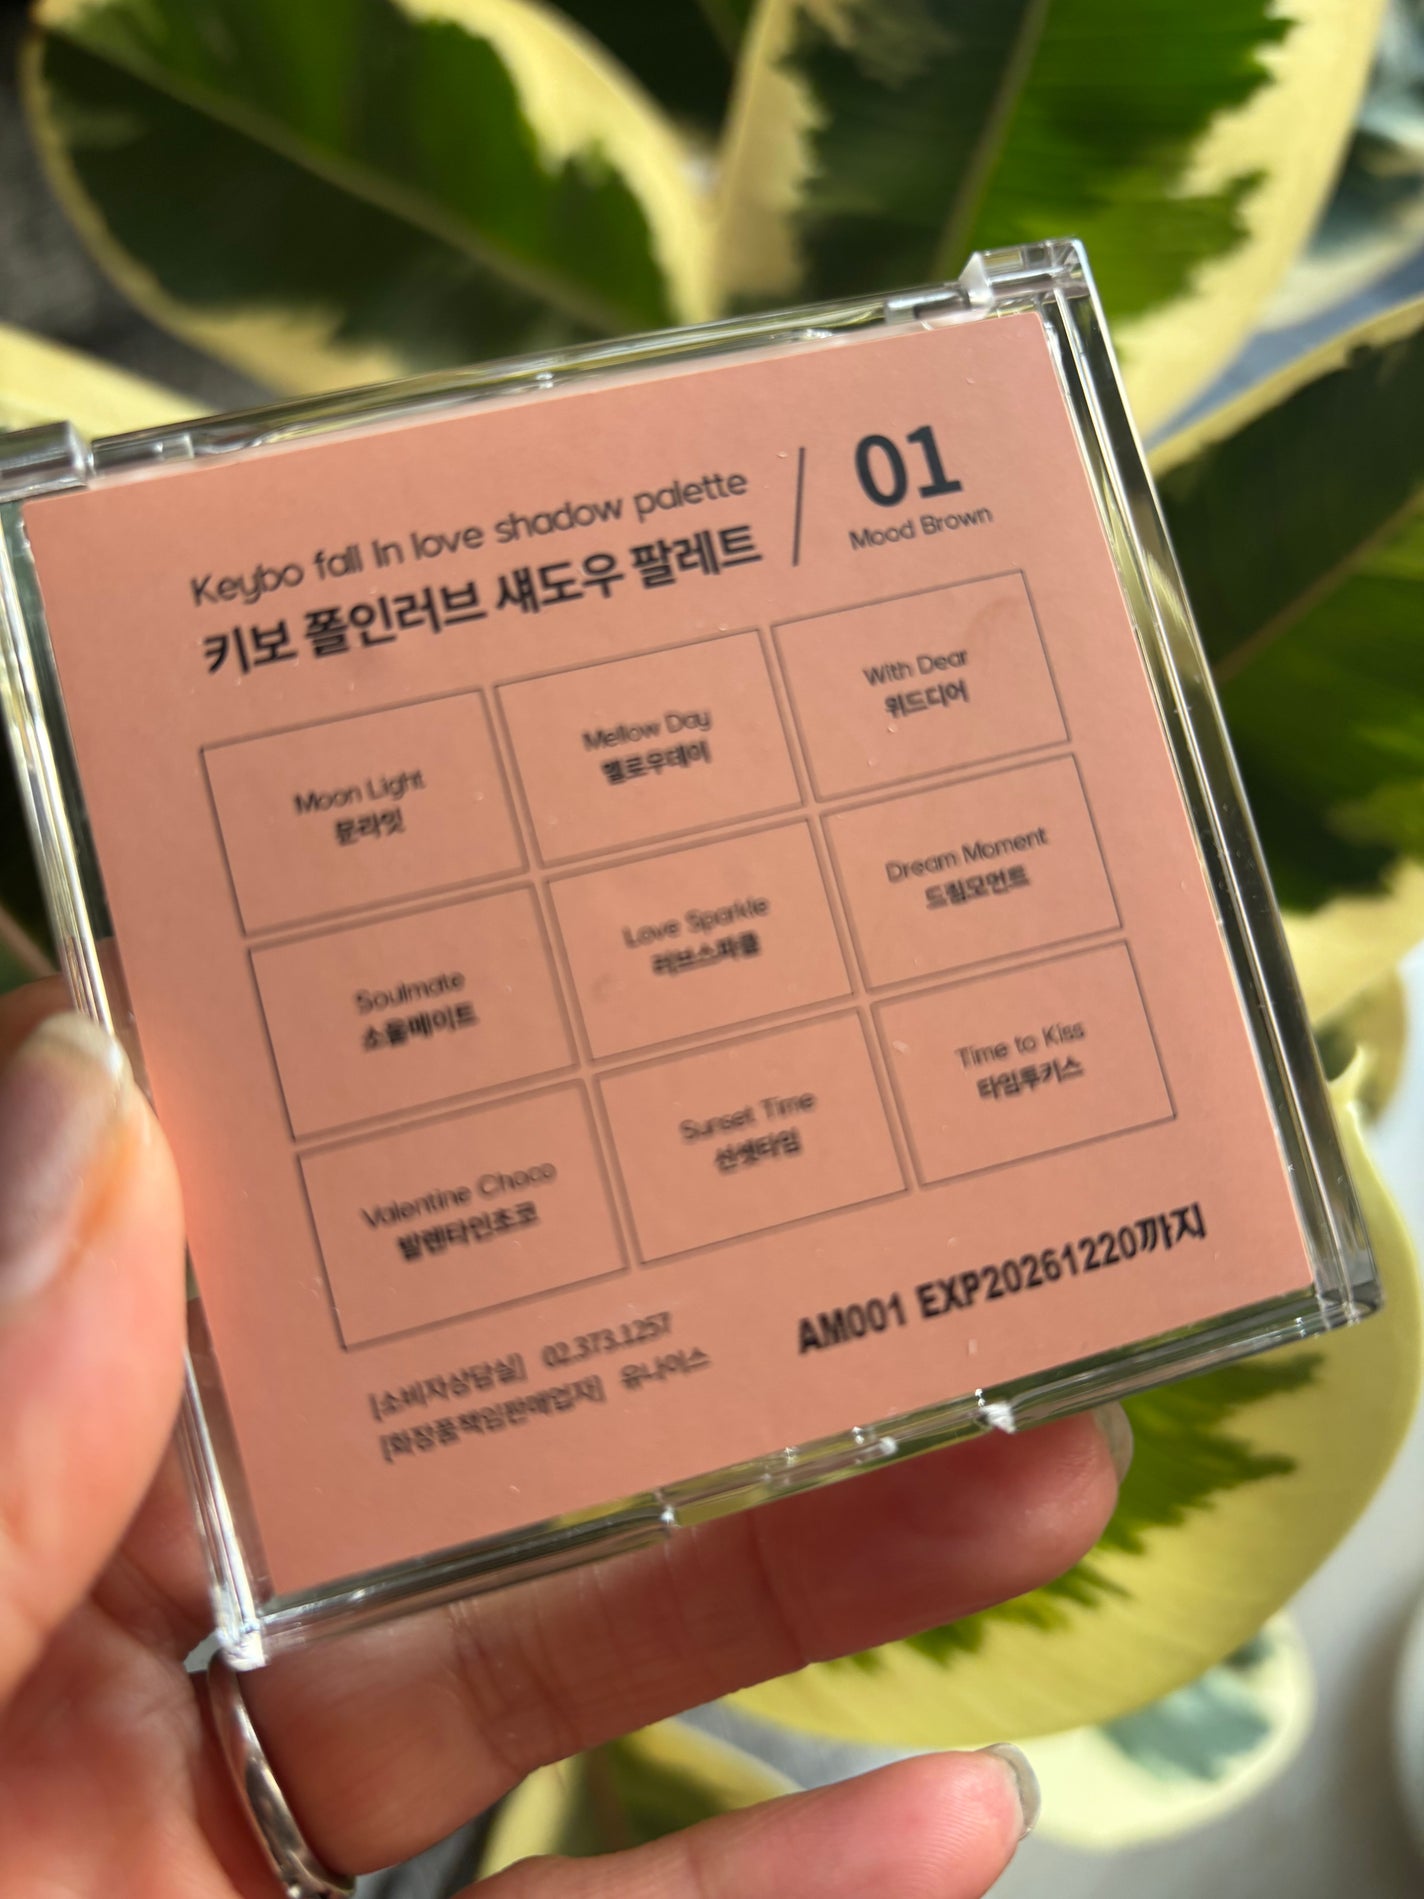 Keybo fall In love shadow palette
키보 폴인러브 섀도우 팔레트
01
Mood Brown
Moon Light
문라잇
Mellow Day
멜로우데이
With Dear
위드디어
Soulmate
소울메이트
Love Sparkle
러브스파클
Dream Moment
드림모먼트
Valentine Choco
발렌타인초코
Sunset Time
선셋타임
Time to Kiss
타임투키스
[소비자상담실] 02.373.1257
[화장품책임판매업자] 유나이스
AM001 EXP20261220까지